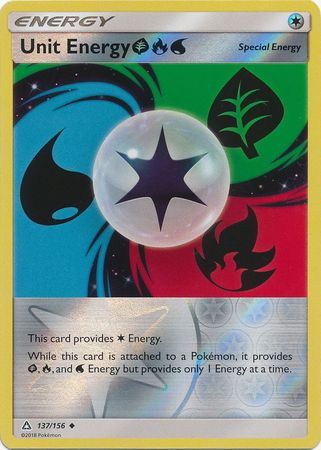 ENERGY
Unit Energy
Special Energy
This card provides Energy.
While this card is attached to a Pokémon, it provides
, , and Energy but provides only 1 Energy at a time.
137/156
©2018 Pokémon